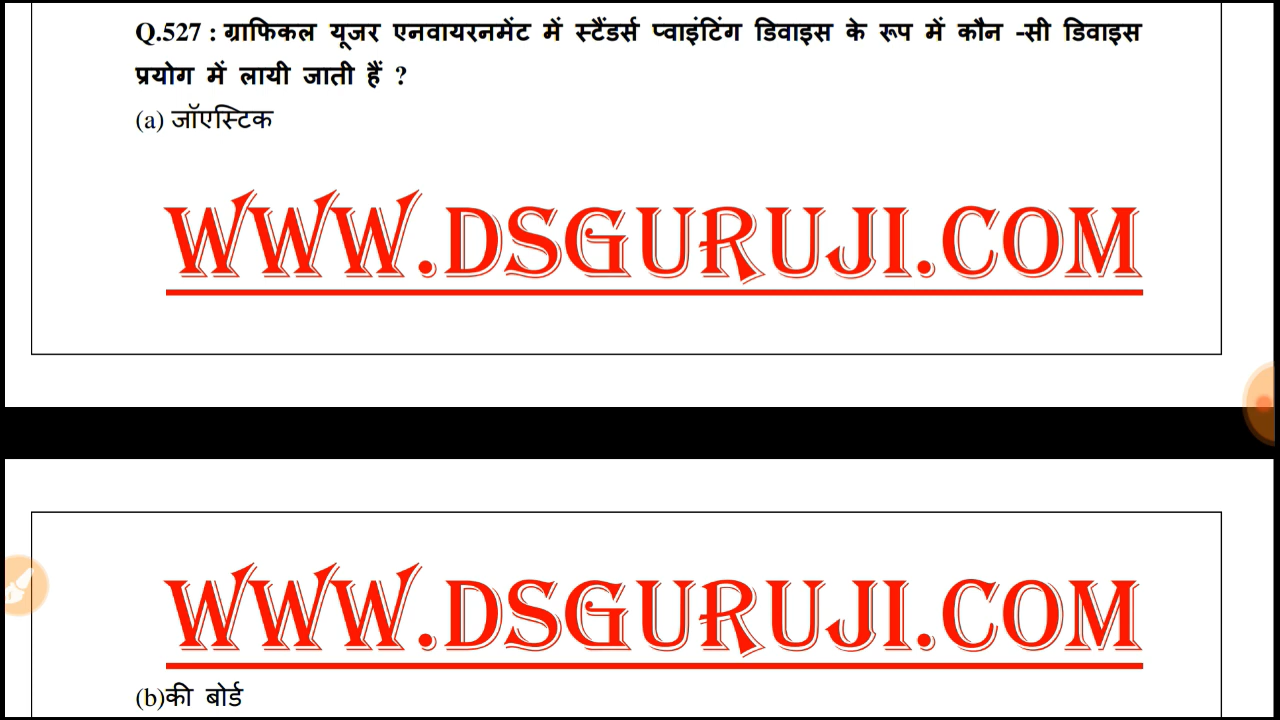 Q.527 : ग्राफिकल यूजर एनवायरनमेंट में स्टैंडर्स प्वाइंटिंग डिवाइस के रूप में कौन -सी डिवाइस
प्रयोग में लायी जाती हैं ?
(a) जॉएस्टिक
WWW.DSGURUJI.COM
WWW.DSGURUJI.COM
(b)की बोर्ड